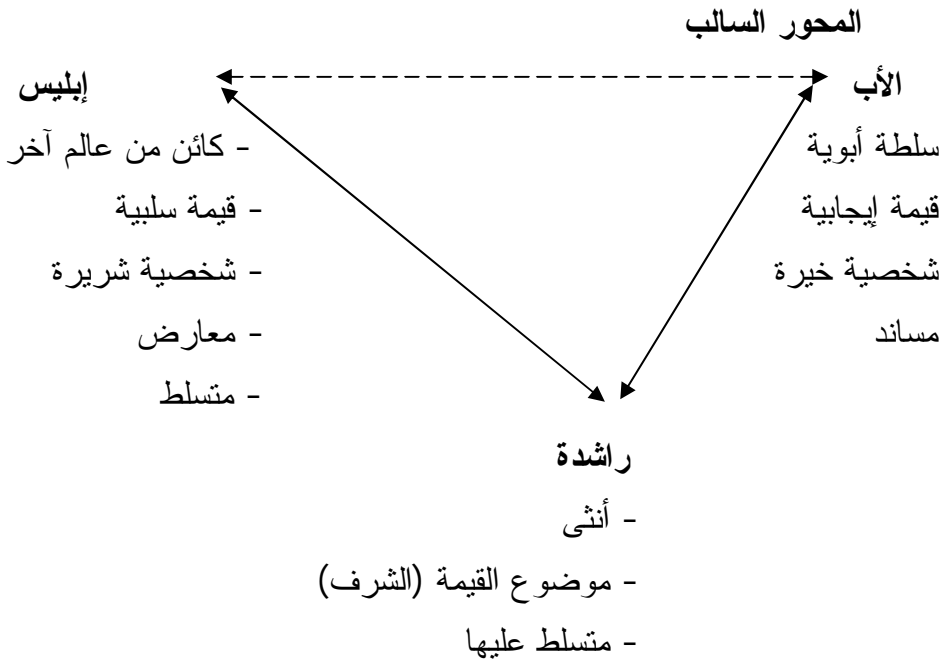 المحور السالب
الأب
سلطة أبوية
قيمة إيجابية
شخصية خيرة
مساند
إبليس
- كائن من عالم آخر
- قيمة سلبية
- شخصية شريرة
- معارض
- متسلط
راشدة
- أنثى
- موضوع القيمة (الشرف)
- متسلط عليها